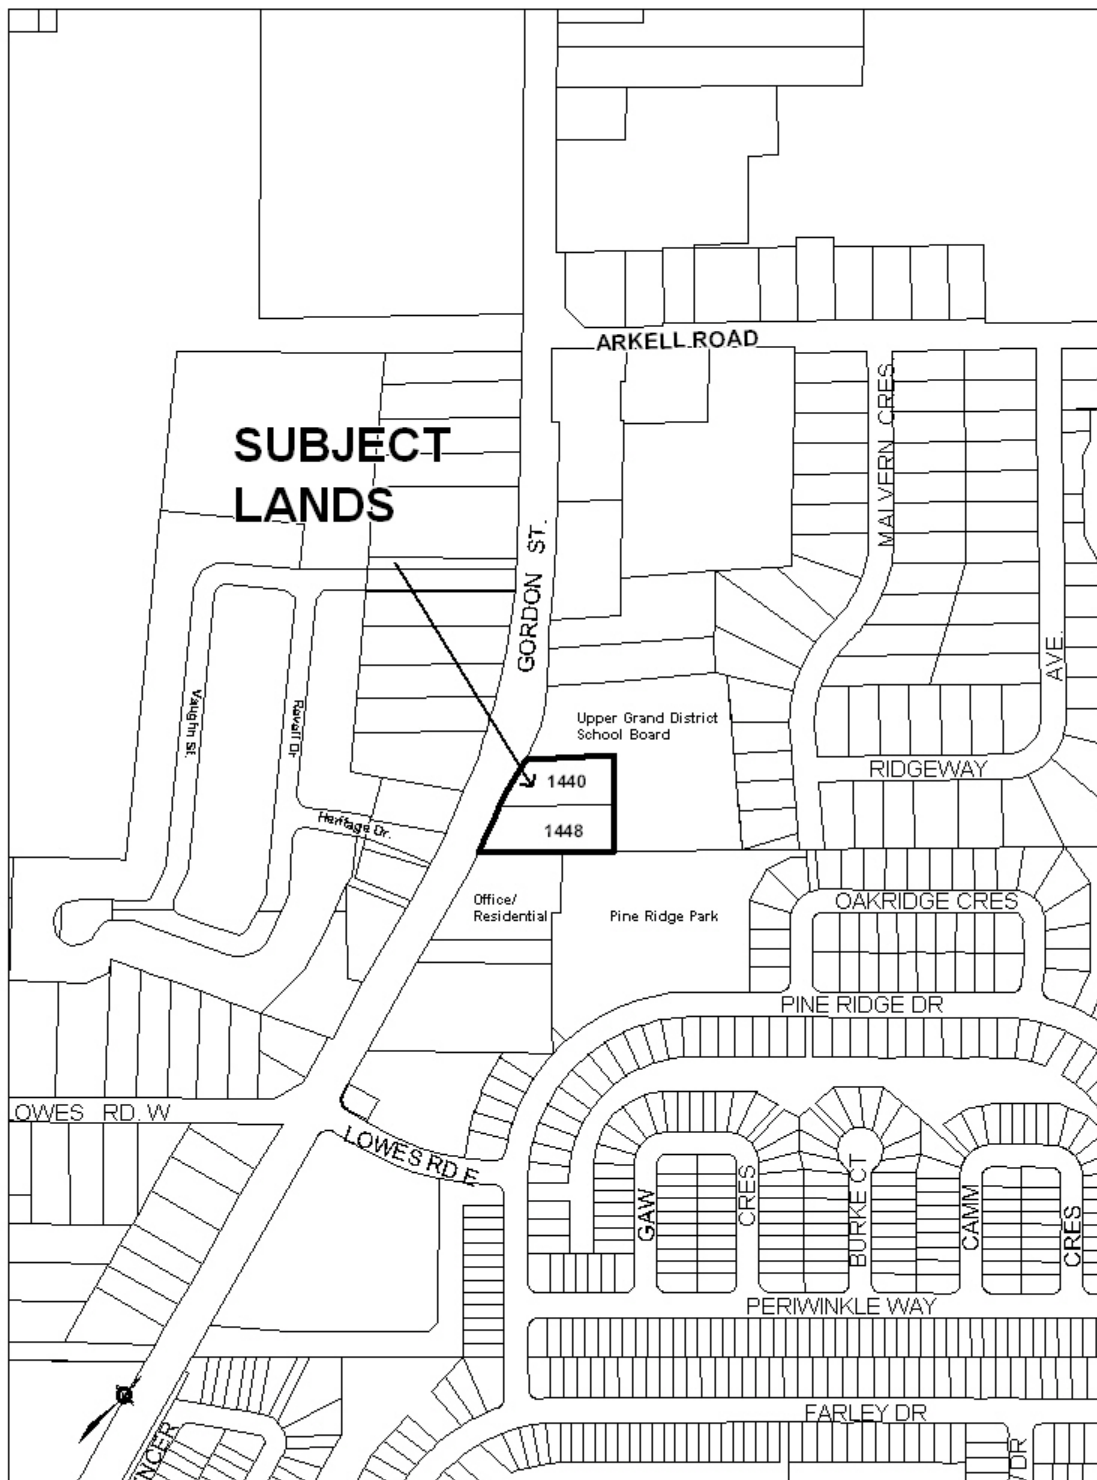 ARKELL ROAD
SUBJECT
LANDS
MALVERN CRES.
GORDON ST.
AVE.
Vaughn St.
Revell Dr.
Upper Grand District
School Board
RIDGEWAY
1440
Heritage Dr.
1448
Office/
Residential
Pine Ridge Park
OAKRIDGE CRES
PINE RIDGE DR
OWES RD. W
LOWES RD E
GAW
CRES
BURKE CT
CAMM
CRES
PERIWINKLE WAY
FARLEY DR
NCER
DR